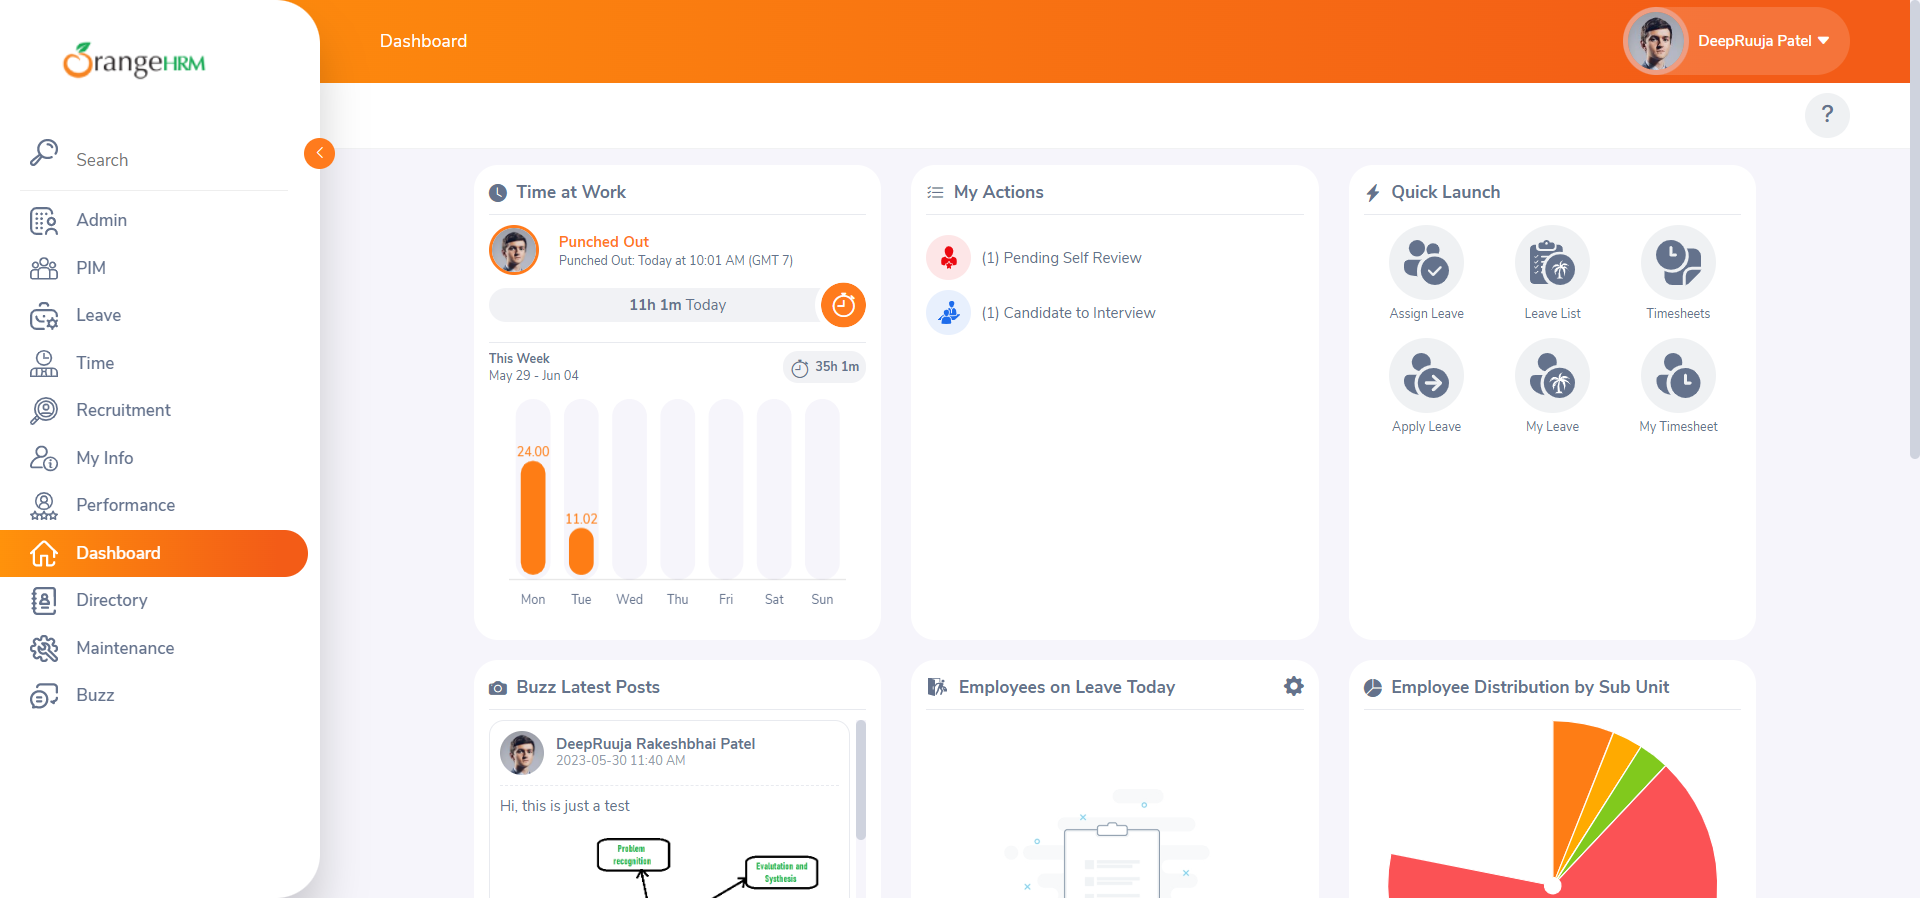 OrangeHRM
Dashboard
DeepRuuja Patel
?
Search
Admin
PIM
Leave
Time
Recruitment
My Info
Performance
Dashboard
Directory
Maintenance
Buzz
Time at Work
Punched Out
Punched Out: Today at 10:01 AM (GMT 7)
11h 1m Today
This Week
May 29 - Jun 04
35h 1m
24.00
11.02
Mon Tue Wed Thu Fri Sat Sun
My Actions
(1) Pending Self Review
(1) Candidate to Interview
Quick Launch
Assign Leave
Leave List
Timesheets
Apply Leave
My Leave
My Timesheet
Buzz Latest Posts
DeepRuuja Rakeshbhai Patel
2023-05-30 11:40 AM
Hi, this is just a test
Problem
recognition
Evalutation and
Systhesis
Employees on Leave Today
Employee Distribution by Sub Unit